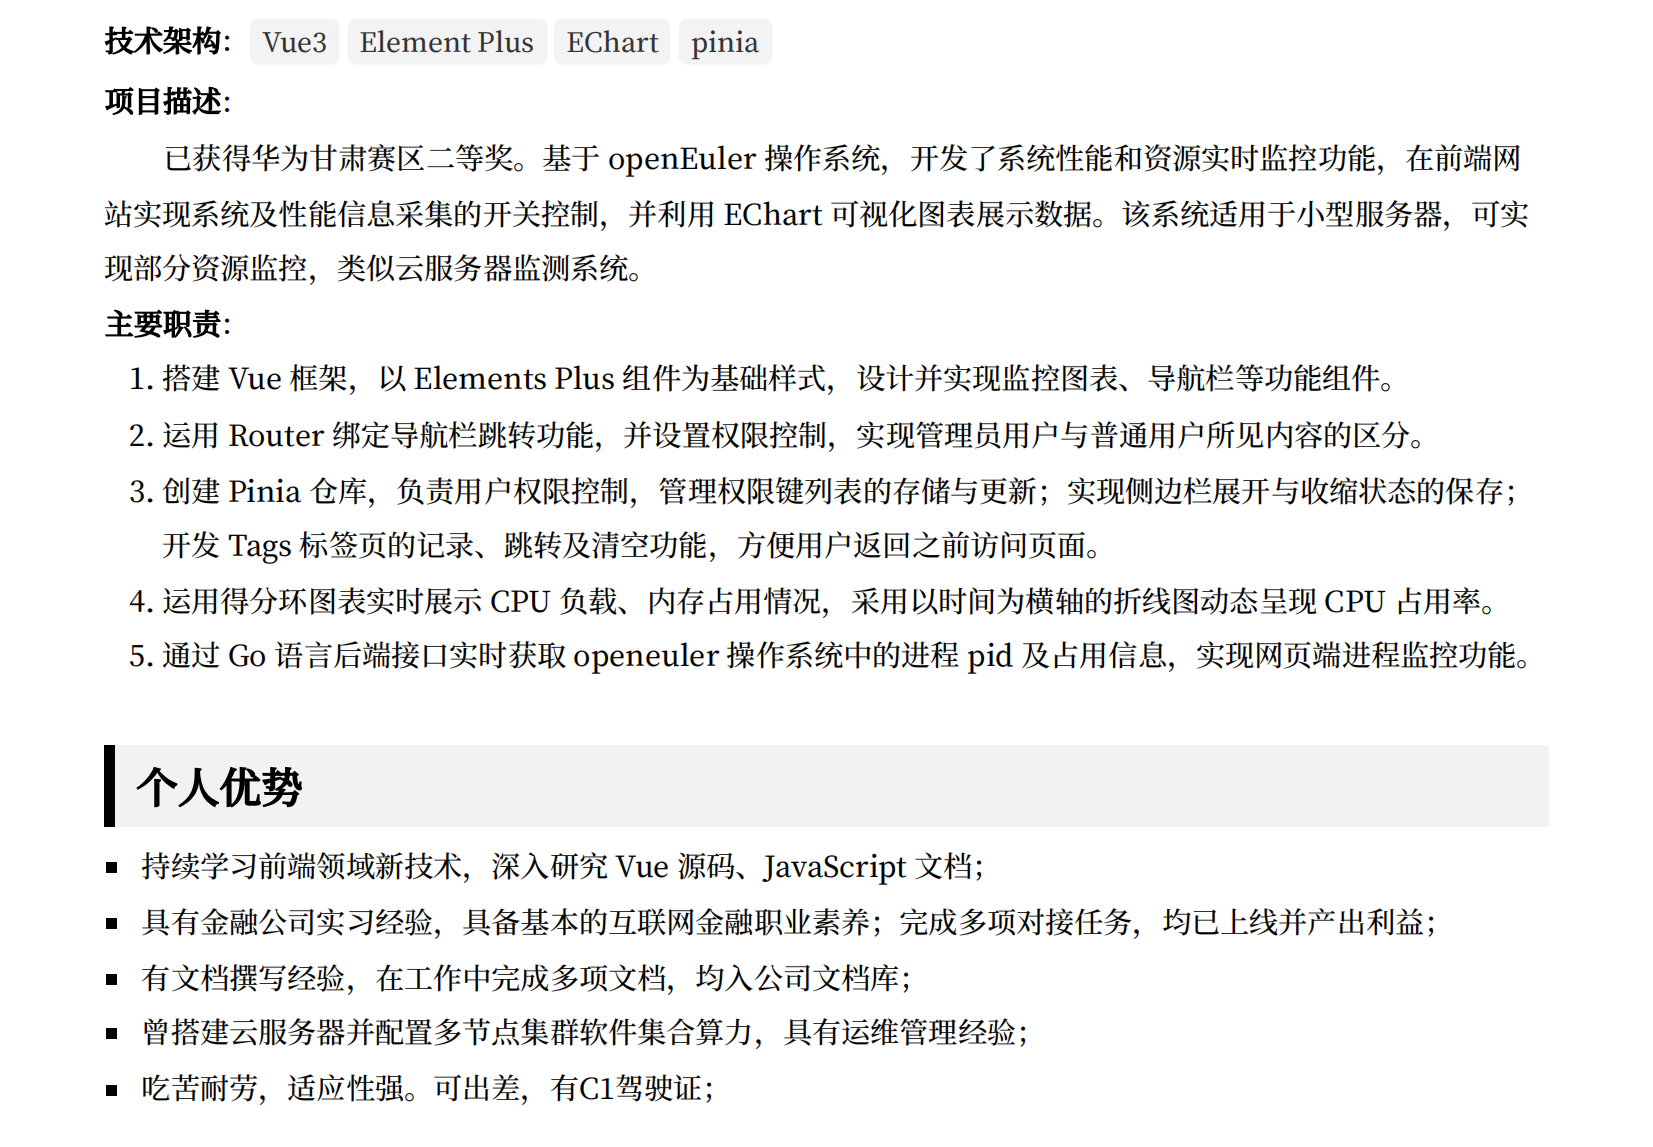 技术架构： Vue3 Element Plus EChart pinia
项目描述：
已获得华为甘肃赛区二等奖。基于 openEuler 操作系统，开发了系统性能和资源实时监控功能，在前端网
站实现系统及性能信息采集的开关控制，并利用 EChart 可视化图表展示数据。该系统适用于小型服务器，可实
现部分资源监控，类似云服务器监测系统。
主要职责：
1. 搭建 Vue 框架，以 Elements Plus 组件为基础样式，设计并实现监控图表、导航栏等功能组件。
2. 运用 Router 绑定导航栏跳转功能，并设置权限控制，实现管理员用户与普通用户所见内容的区分。
3. 创建 Pinia 仓库，负责用户权限控制，管理权限键列表的存储与更新；实现侧边栏展开与收缩状态的保存；
开发 Tags 标签页的记录、跳转及清空功能，方便用户返回之前访问页面。
4. 运用得分环图表实时展示 CPU 负载、内存占用情况，采用以时间为横轴的折线图动态呈现 CPU 占用率。
5. 通过 Go 语言后端接口实时获取 openeuler 操作系统中的进程 pid 及占用信息，实现网页端进程监控功能。
个人优势
▪ 持续学习前端领域新技术，深入研究 Vue 源码、JavaScript 文档；
▪ 具有金融公司实习经验，具备基本的互联网金融职业素养；完成多项对接任务，均已上线并产出利益；
▪ 有文档撰写经验，在工作中完成多项文档，均入公司文档库；
▪ 曾搭建云服务器并配置多节点集群软件集合算力，具有运维管理经验；
▪ 吃苦耐劳，适应性强。可出差，有C1驾驶证；